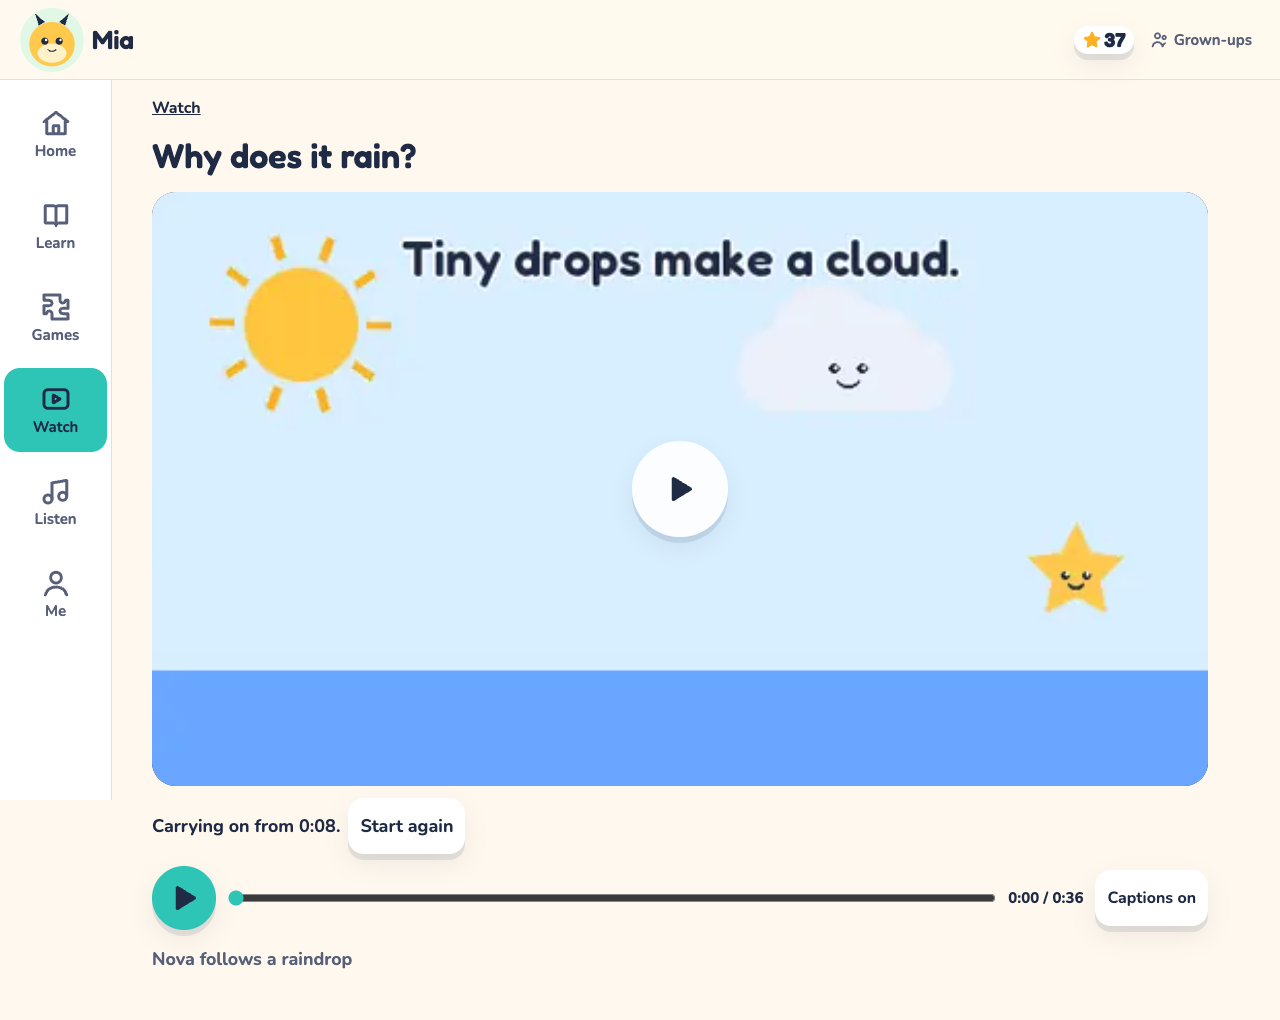 Mia
37
Grown-ups
Home
Learn
Games
Watch
Listen
Me
Watch
Why does it rain?
Tiny drops make a cloud.
Carrying on from 0:08.
Start again
0:00 / 0:36
Captions on
Nova follows a raindrop